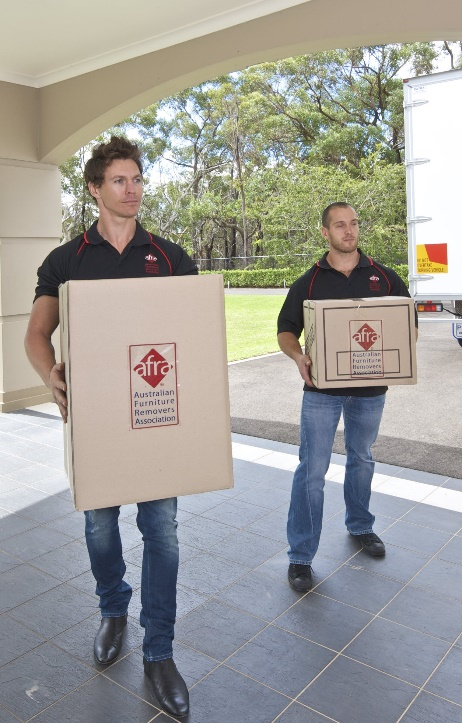 afra
Australian
Furniture
Removers
Association
afra
Australian
Furniture
Removers
Association